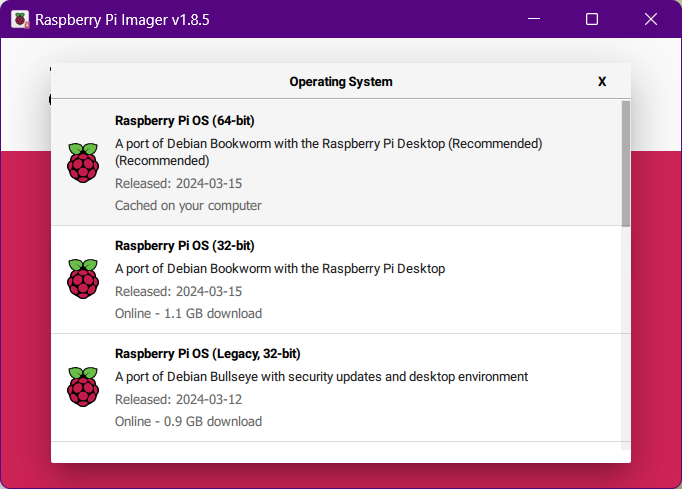 Raspberry Pi Imager v1.8.5
Operating System
X
Raspberry Pi OS (64-bit)
A port of Debian Bookworm with the Raspberry Pi Desktop (Recommended)
(Recommended)
Released: 2024-03-15
Cached on your computer
Raspberry Pi OS (32-bit)
A port of Debian Bookworm with the Raspberry Pi Desktop
Released: 2024-03-15
Online - 1.1 GB download
Raspberry Pi OS (Legacy, 32-bit)
A port of Debian Bullseye with security updates and desktop environment
Released: 2024-03-12
Online - 0.9 GB download